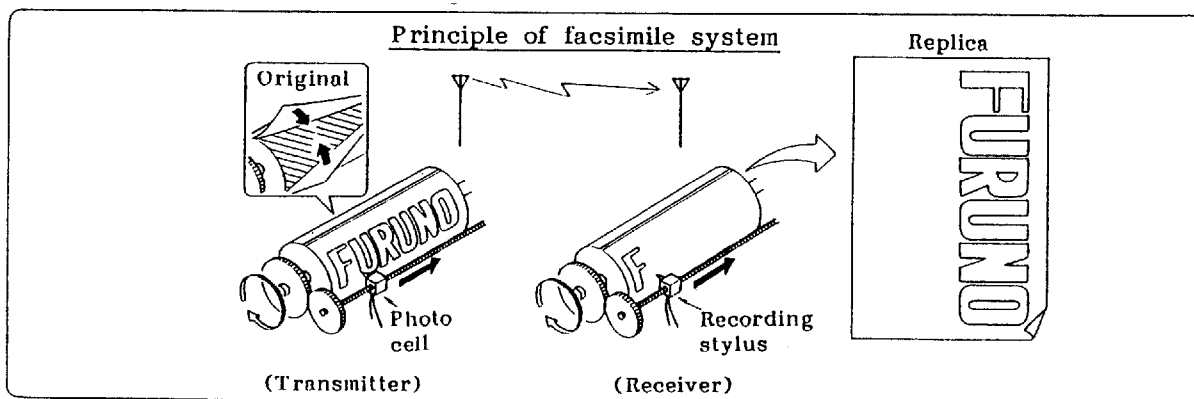 Principle of facsimile system
Replica
Original
FURUNO
FURUNO
F
Photo
cell
Recording
stylus
(Transmitter)
(Receiver)